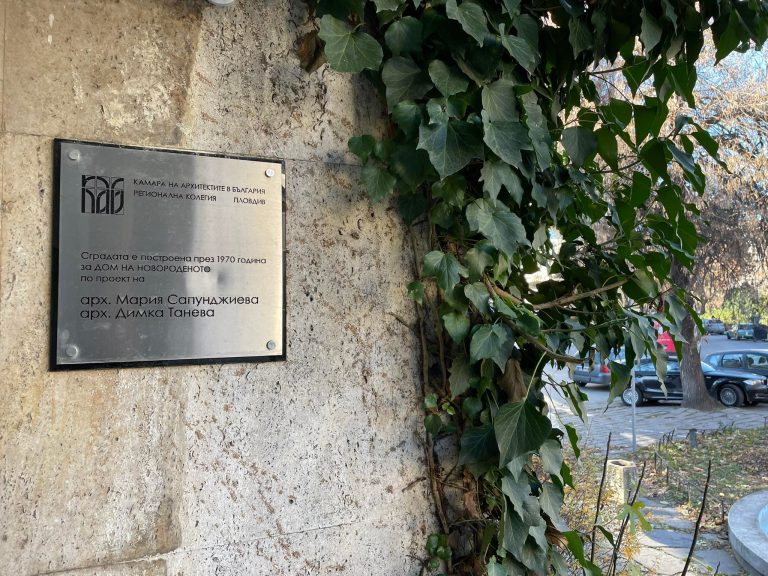 КАБ
КАМАРА НА АРХИТЕКТИТЕ В БЪЛГАРИЯ
РЕГИОНАЛНА КОЛЕГИЯ ПЛОВДИВ
Сградата е построена през 1970 година
за ДОМ НА НОВОРОДЕНОТО
по проект на
арх. Мария Сапунджиева
арх. Димка Танева